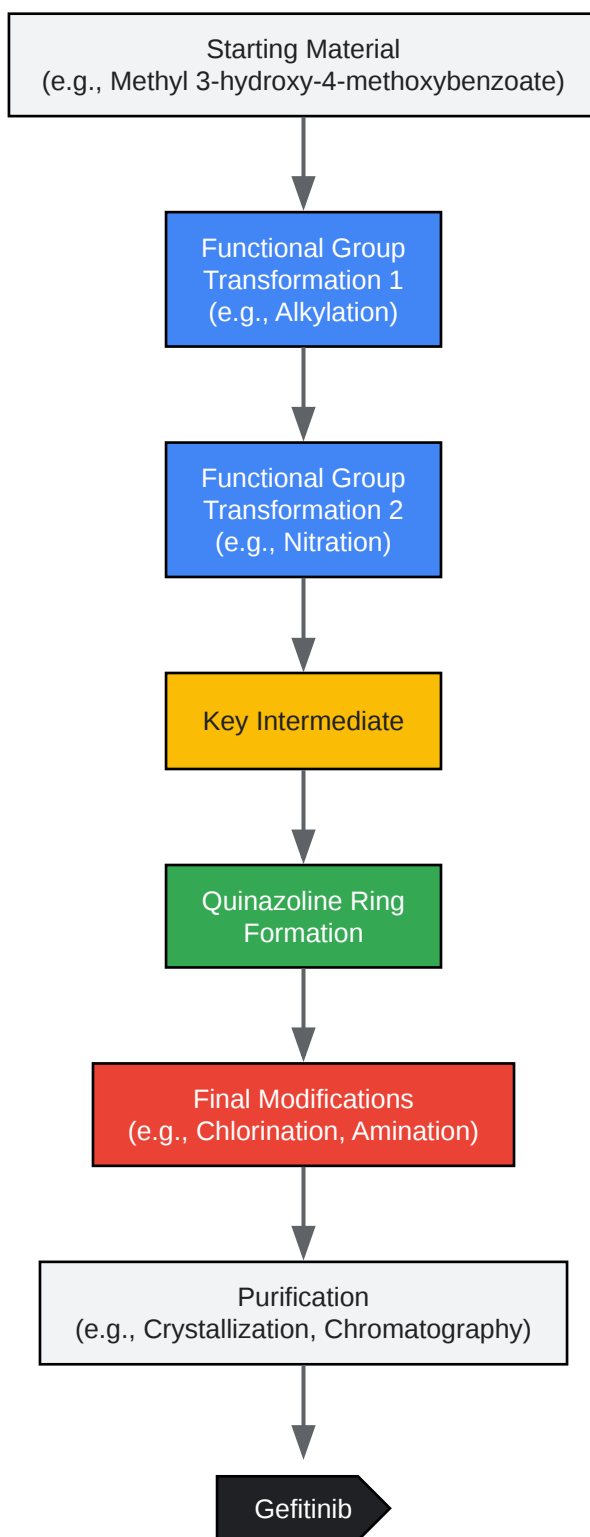 Starting Material
(e.g., Methyl 3-hydroxy-4-methoxybenzoate)
Functional Group
Transformation 1
(e.g., Alkylation)
Functional Group
Transformation 2
(e.g., Nitration)
Key Intermediate
Quinazoline Ring
Formation
Final Modifications
(e.g., Chlorination, Amination)
Purification
(e.g., Crystallization, Chromatography)
Gefitinib